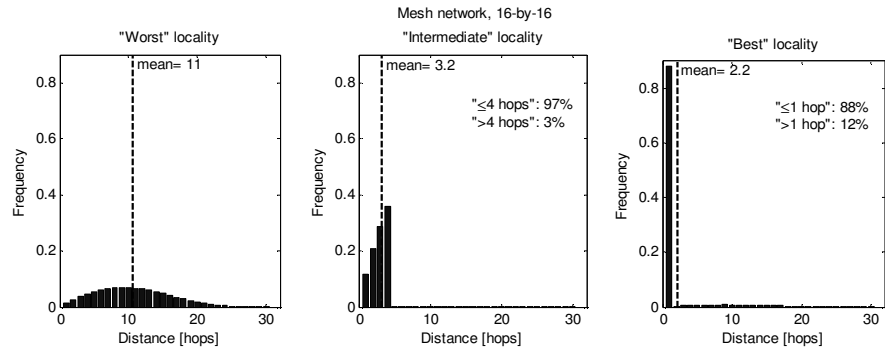 Mesh network, 16-by-16
"Worst" locality
mean= 11
Frequency
0.8
0.6
0.4
0.2
0
0 10 20 30
Distance [hops]
"Intermediate" locality
mean= 3.2
"≤4 hops": 97%
">4 hops": 3%
Frequency
0.8
0.6
0.4
0.2
0
0 10 20 30
Distance [hops]
"Best" locality
mean= 2.2
"≤1 hop": 88%
">1 hop": 12%
Frequency
0.8
0.6
0.4
0.2
0
0 10 20 30
Distance [hops]